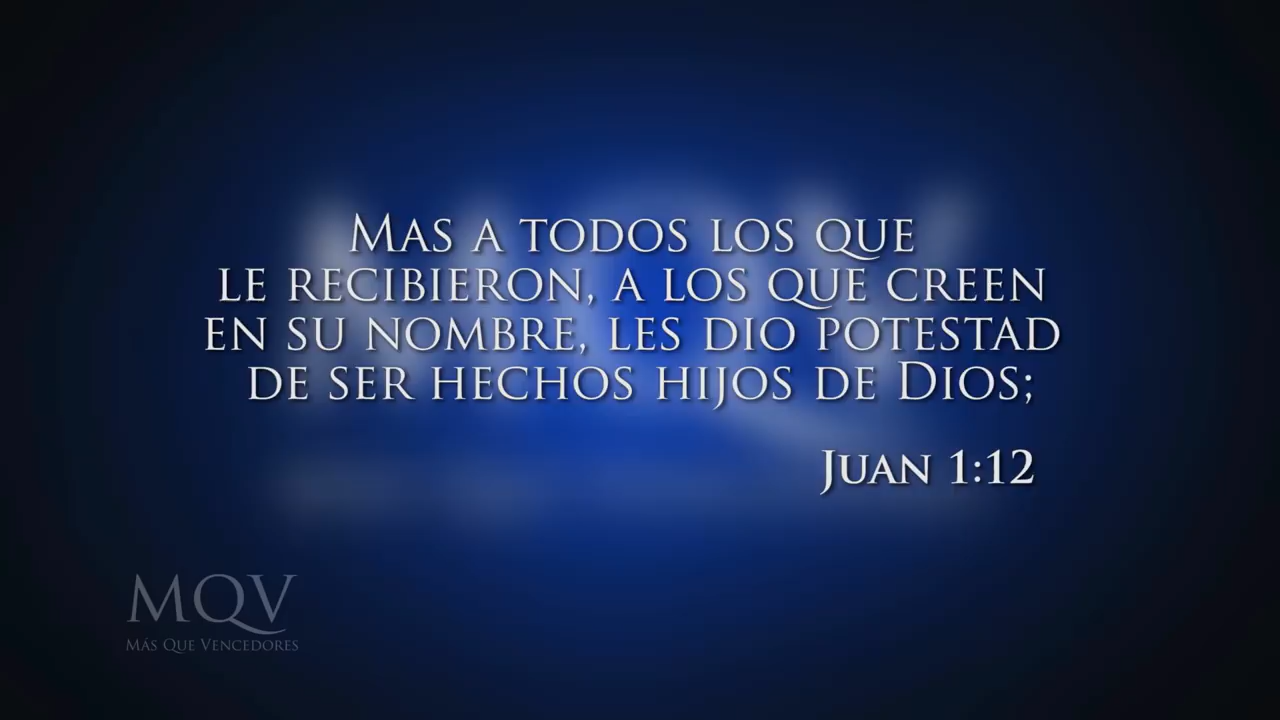 Mas a todos los que
le recibieron, a los que creen
en su nombre, les dio potestad
de ser hechos hijos de Dios;
Juan 1:12
MQV
Más Que Vencedores